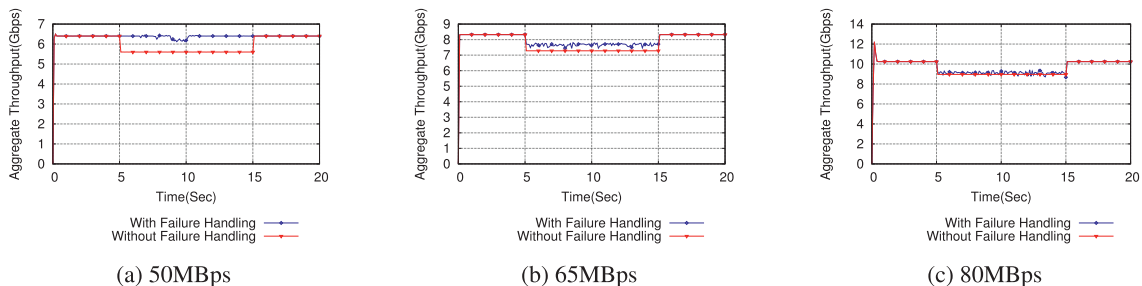 Aggregate Throughput(Gbps)
7
6
5
4
3
2
1
0
0 5 10 15 20
Time(Sec)
With Failure Handling
Without Failure Handling
(a) 50MBps
Aggregate Throughput(Gbps)
9
8
7
6
5
4
3
2
1
0
0 5 10 15 20
Time(Sec)
With Failure Handling
Without Failure Handling
(b) 65MBps
Aggregate Throughput(Gbps)
14
12
10
8
6
4
2
0
0 5 10 15 20
Time(Sec)
With Failure Handling
Without Failure Handling
(c) 80MBps